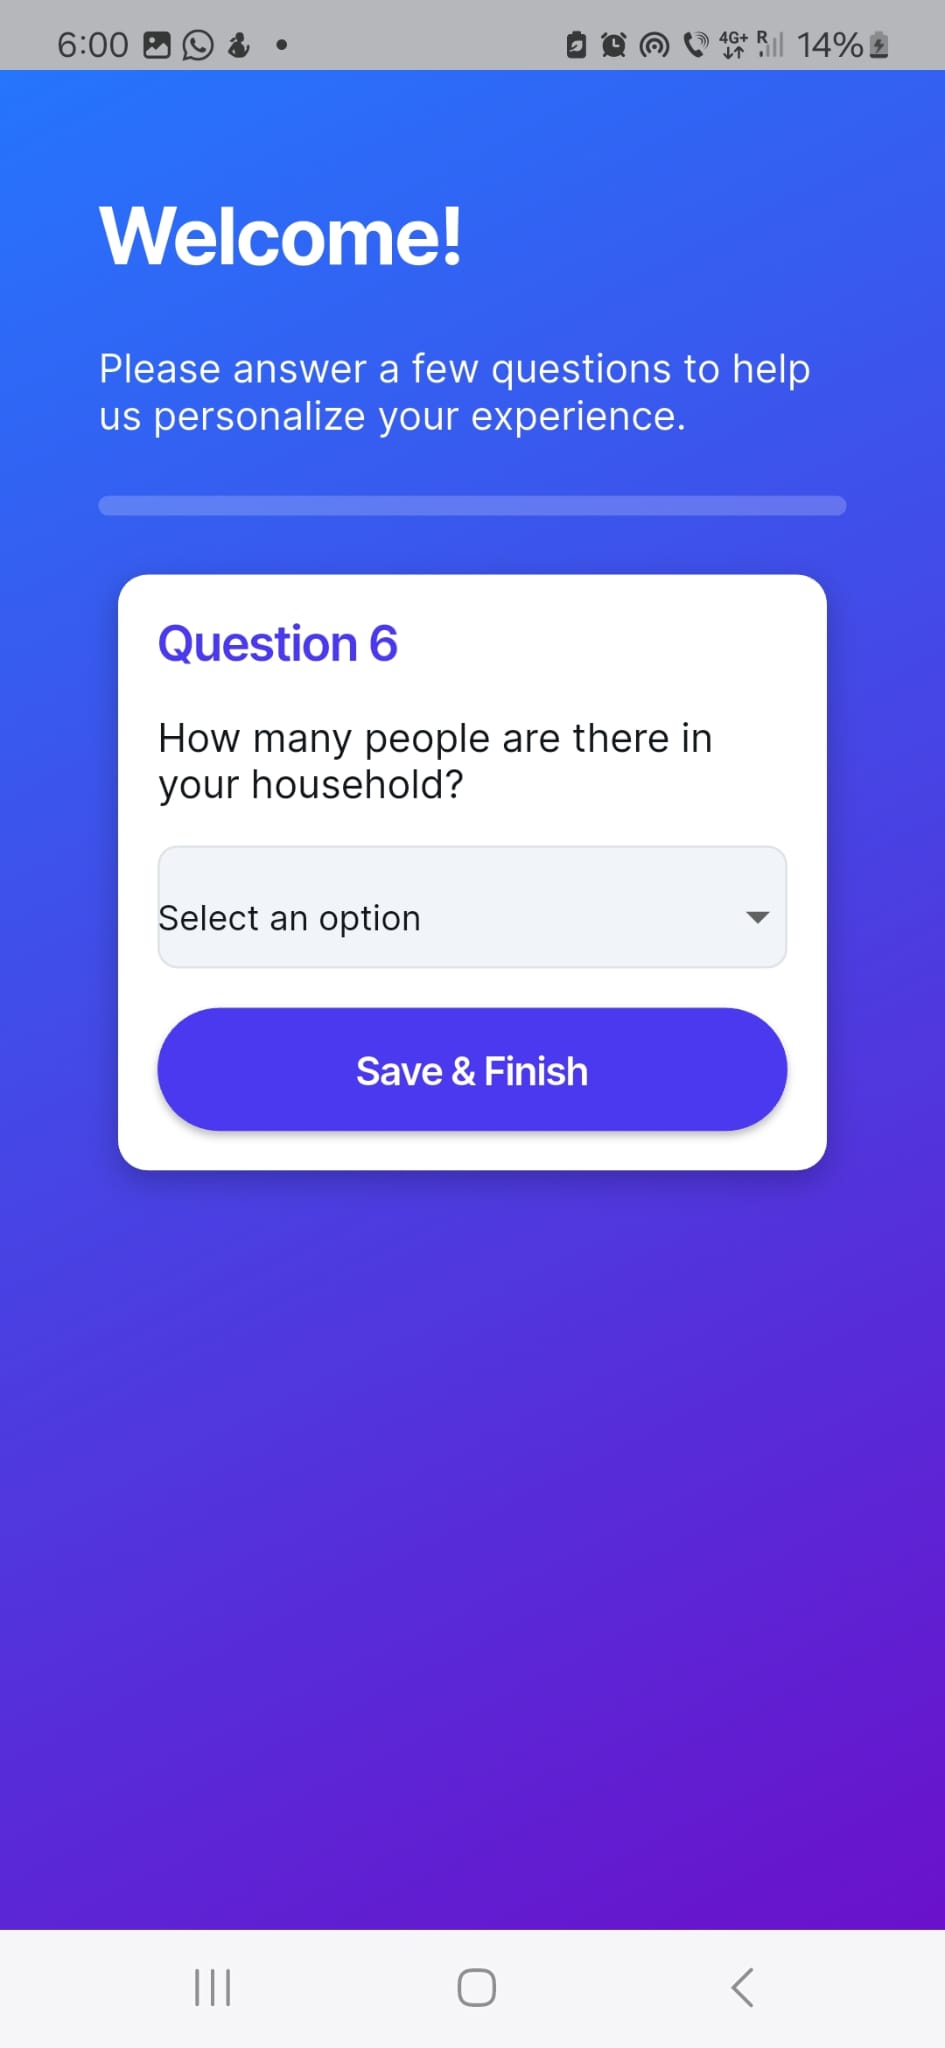 6:00
4G+ R 14%
Welcome!
Please answer a few questions to help
us personalize your experience.
Question 6
How many people are there in
your household?
Select an option
Save & Finish